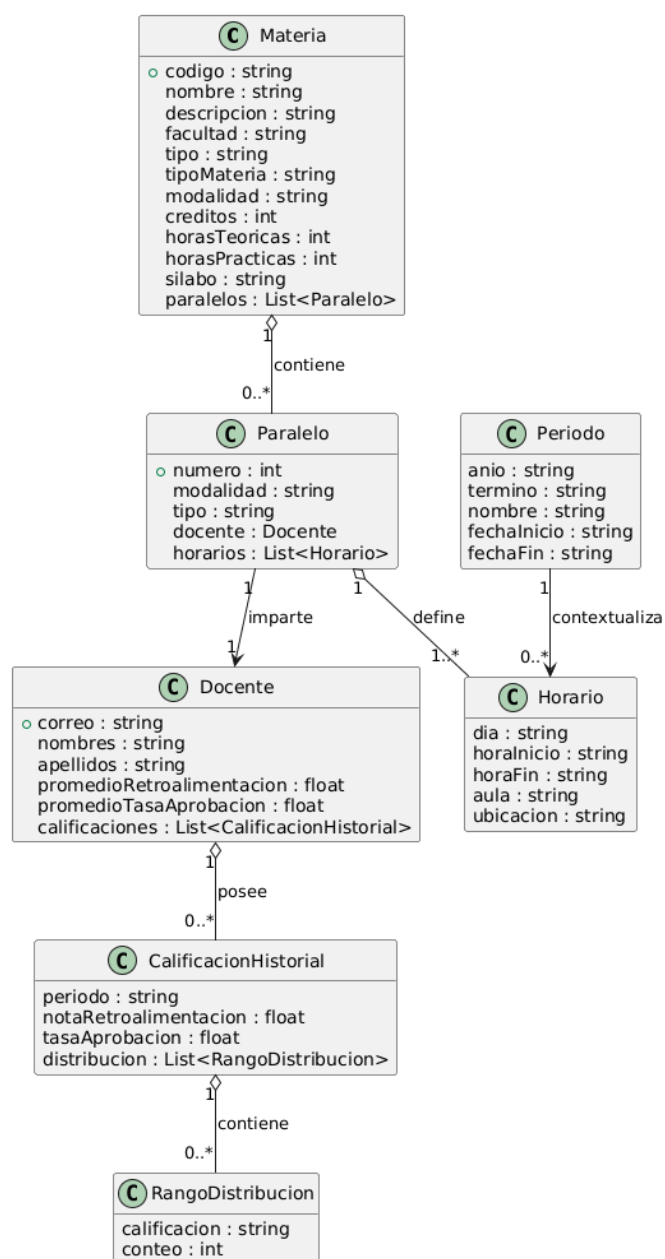 C Materia
codigo : string
nombre : string
descripcion : string
facultad : string
tipo : string
tipoMateria : string
modalidad : string
creditos : int
horasTeoricas : int
horasPracticas : int
silabo : string
paralelos : List<Paralelo>
1
contiene
0..*
C Paralelo
numero : int
modalidad : string
tipo : string
docente : Docente
horarios : List<Horario>
C Periodo
anio : string
termino : string
nombre : string
fechaInicio : string
fechaFin : string
1
1
1
imparte
define
contextualiza
1
1..*
0..*
C Docente
correo : string
nombres : string
apellidos : string
promedioRetroalimentacion : float
promedioTasaAprobacion : float
calificaciones : List<CalificacionHistorial>
C Horario
dia : string
horaInicio : string
horaFin : string
aula : string
ubicacion : string
1
posee
0..*
C CalificacionHistorial
periodo : string
notaRetroalimentacion : float
tasaAprobacion : float
distribucion : List<RangoDistribucion>
1
contiene
0..*
C RangoDistribucion
calificacion : string
conteo : int